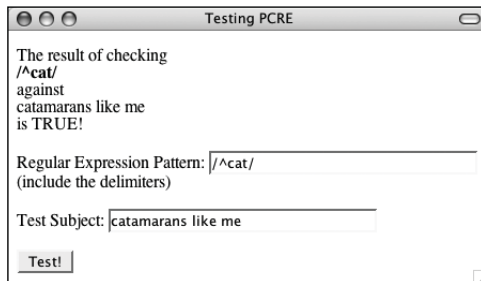 Testing PCRE
The result of checking
/^cat/
against
catamarans like me
is TRUE!
Regular Expression Pattern: /^cat/
(include the delimiters)
Test Subject: catamarans like me
Test!